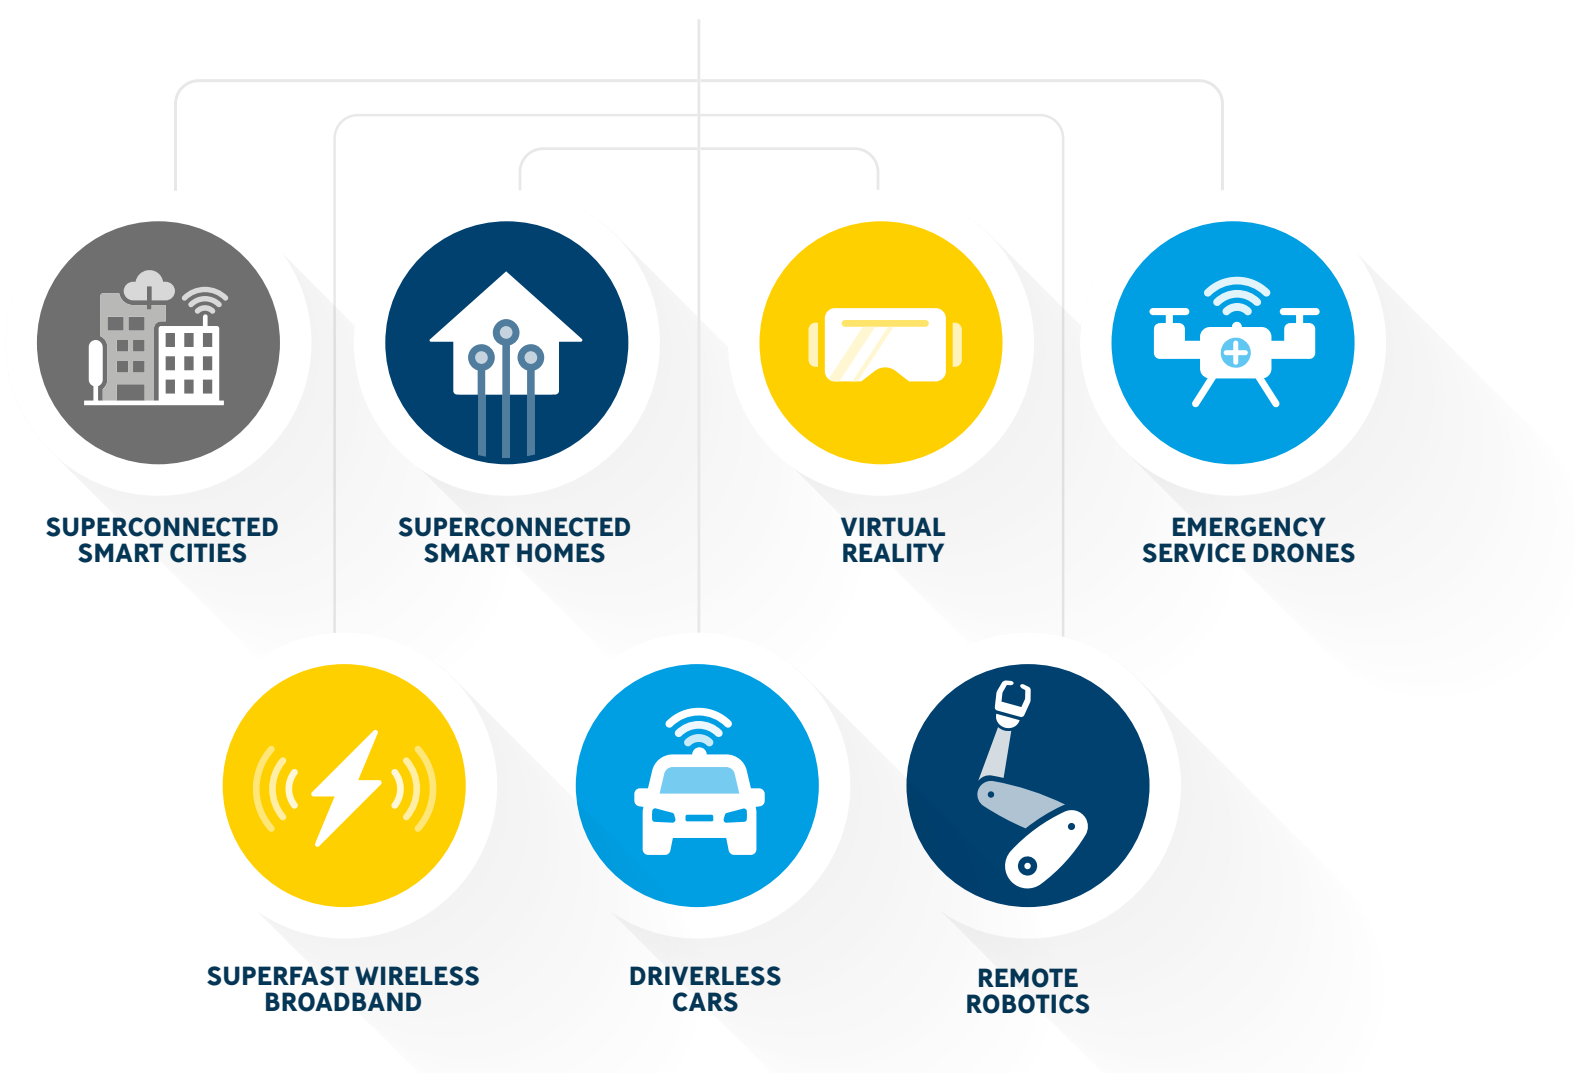 SUPERCONNECTED
SMART CITIES
SUPERCONNECTED
SMART HOMES
VIRTUAL
REALITY
EMERGENCY
SERVICE DRONES
SUPERFAST WIRELESS
BROADBAND
DRIVERLESS
CARS
REMOTE
ROBOTICS